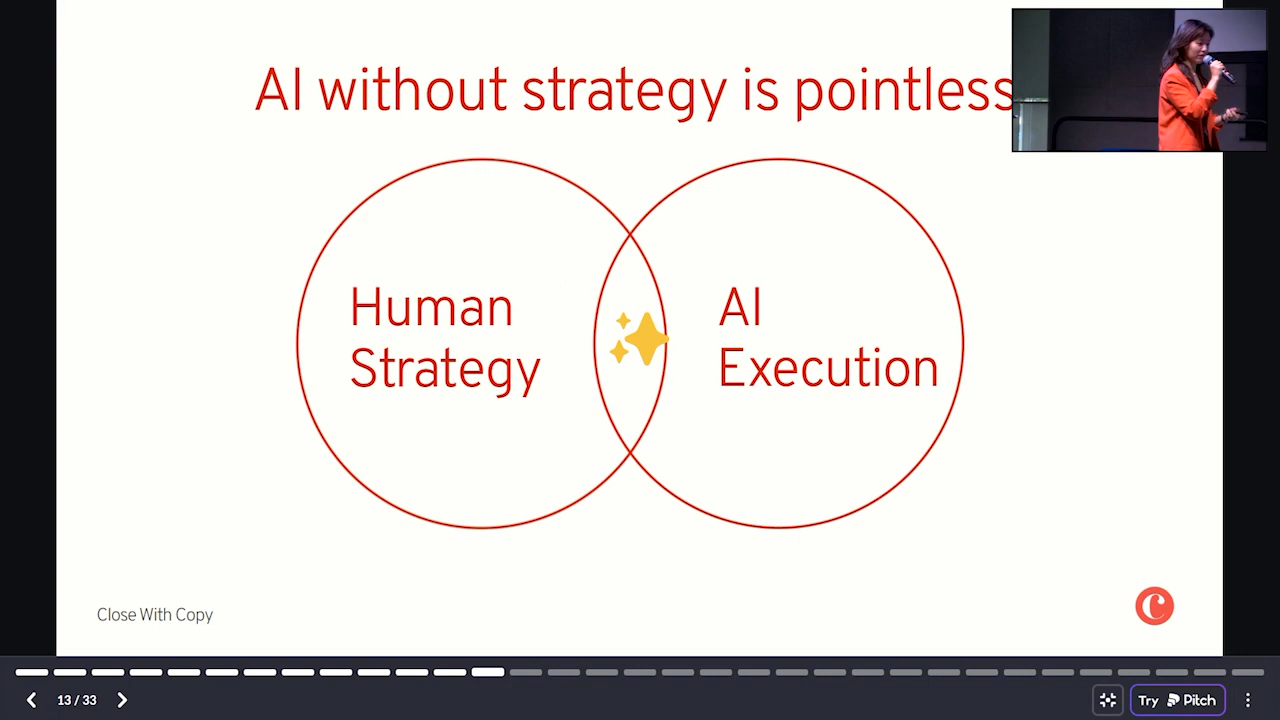 AI without strategy is pointless
Human
Strategy
AI
Execution
Close With Copy
C
13 / 33
Try Pitch